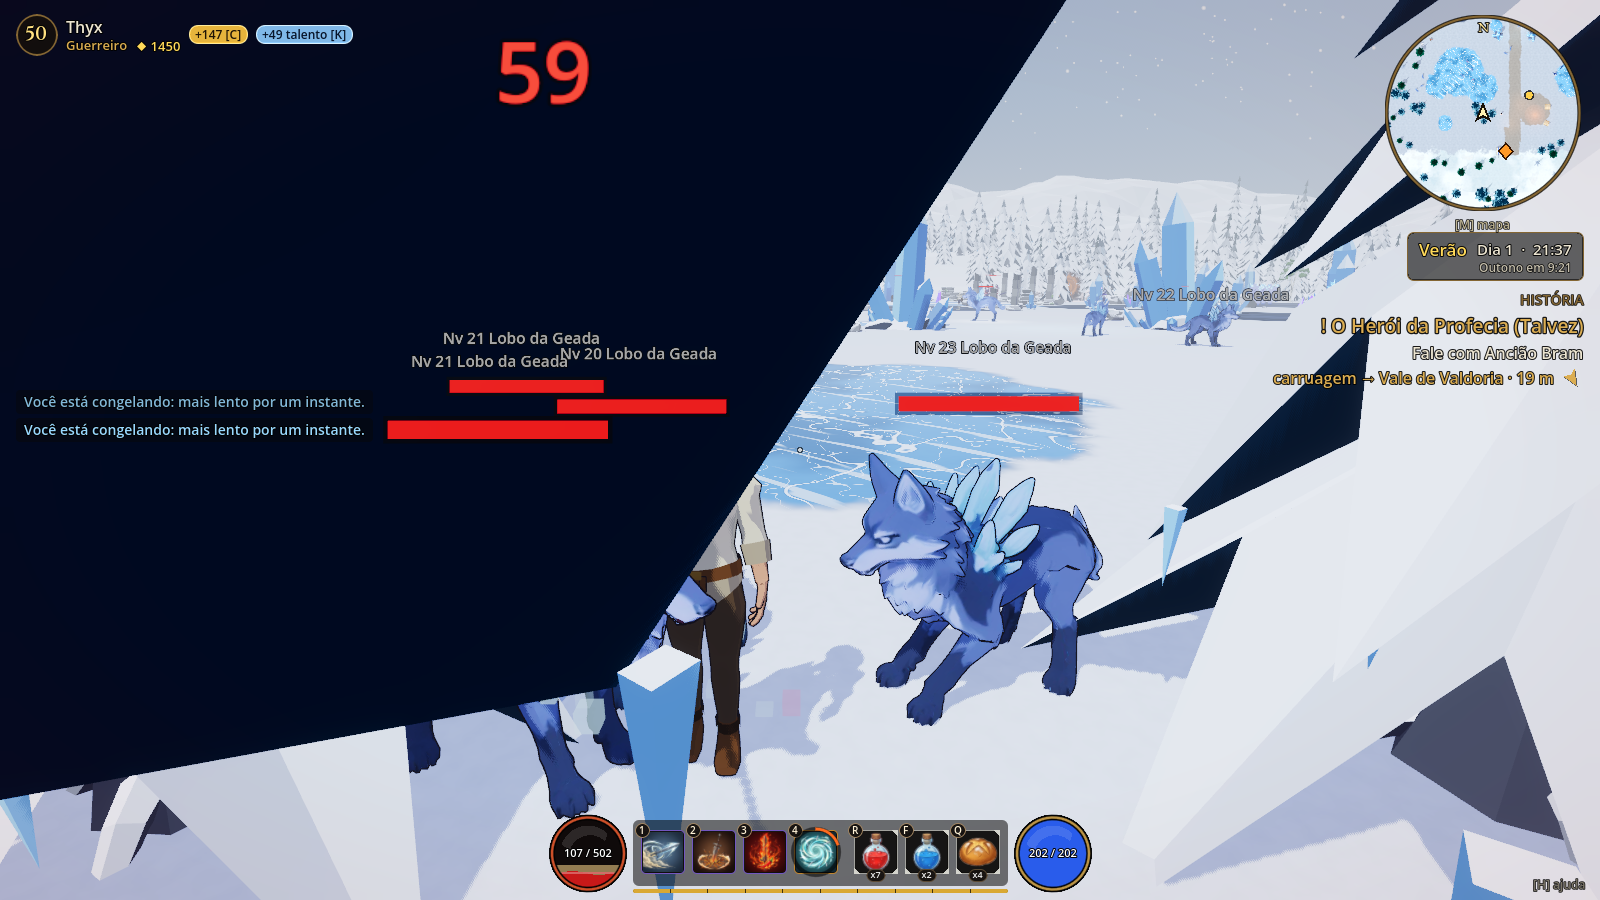 50
Thyx
Guerreiro ◆ 1450
+147 [C]
+49 talento [K]
59
N
[M] mapa
Verão Dia 1 · 21:37
Outono em 9:21
HISTÓRIA
! O Herói da Profecia (Talvez)
Fale com Ancião Bram
carruagem → Vale de Valdoria · 19 m
Nv 22 Lobo da Geada
Nv 21 Lobo da Geada
Nv 20 Lobo da Geada
Nv 21 Lobo da Geada
Nv 23 Lobo da Geada
Você está congelando: mais lento por um instante.
Você está congelando: mais lento por um instante.
107 / 502
1
2
3
4
R
F
Q
x7
x2
x4
202 / 202
[H] ajuda